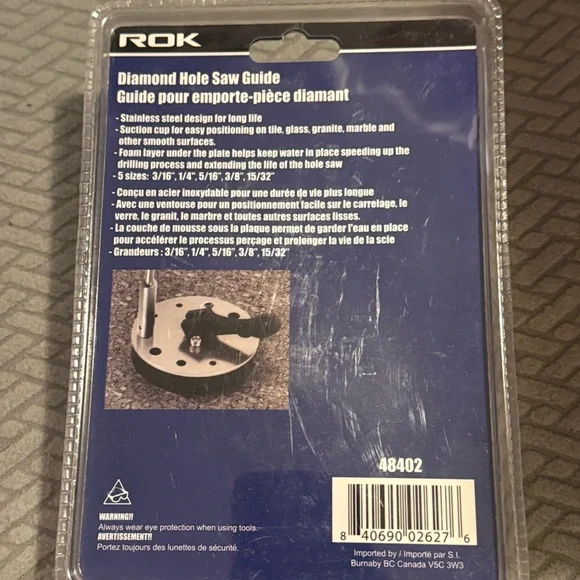 ROK
Diamond Hole Saw Guide
Guide pour emporte-pièce diamant
- Stainless steel design for long life
- Suction cup for easy positioning on tile, glass, granite, marble and
other smooth surfaces.
- Foam layer under the plate helps keep water in place speeding up the
drilling process and extending the life of the hole saw
- 5 sizes: 3/16", 1/4", 5/16", 3/8", 15/32"
- Conçu en acier inoxydable pour une durée de vie plus longue
- Avec une ventouse pour un positionnement facile sur le carrelage, le
verre, le granit, le marbre et toutes autres surfaces lisses.
- La couche de mousse sous la plaque permet de garder l'eau en place
pour accélérer le processus perçage et prolonger la vie de la scie
- Grandeurs : 3/16", 1/4", 5/16", 3/8", 15/32"
48402
WARNING!!
Always wear eye protection when using tools.
AVERTISSEMENT!!
Portez toujours des lunettes de sécurité.
8 40690 02627 6
Imported by / Importé par S.I.
Burnaby BC Canada V5C 3W3